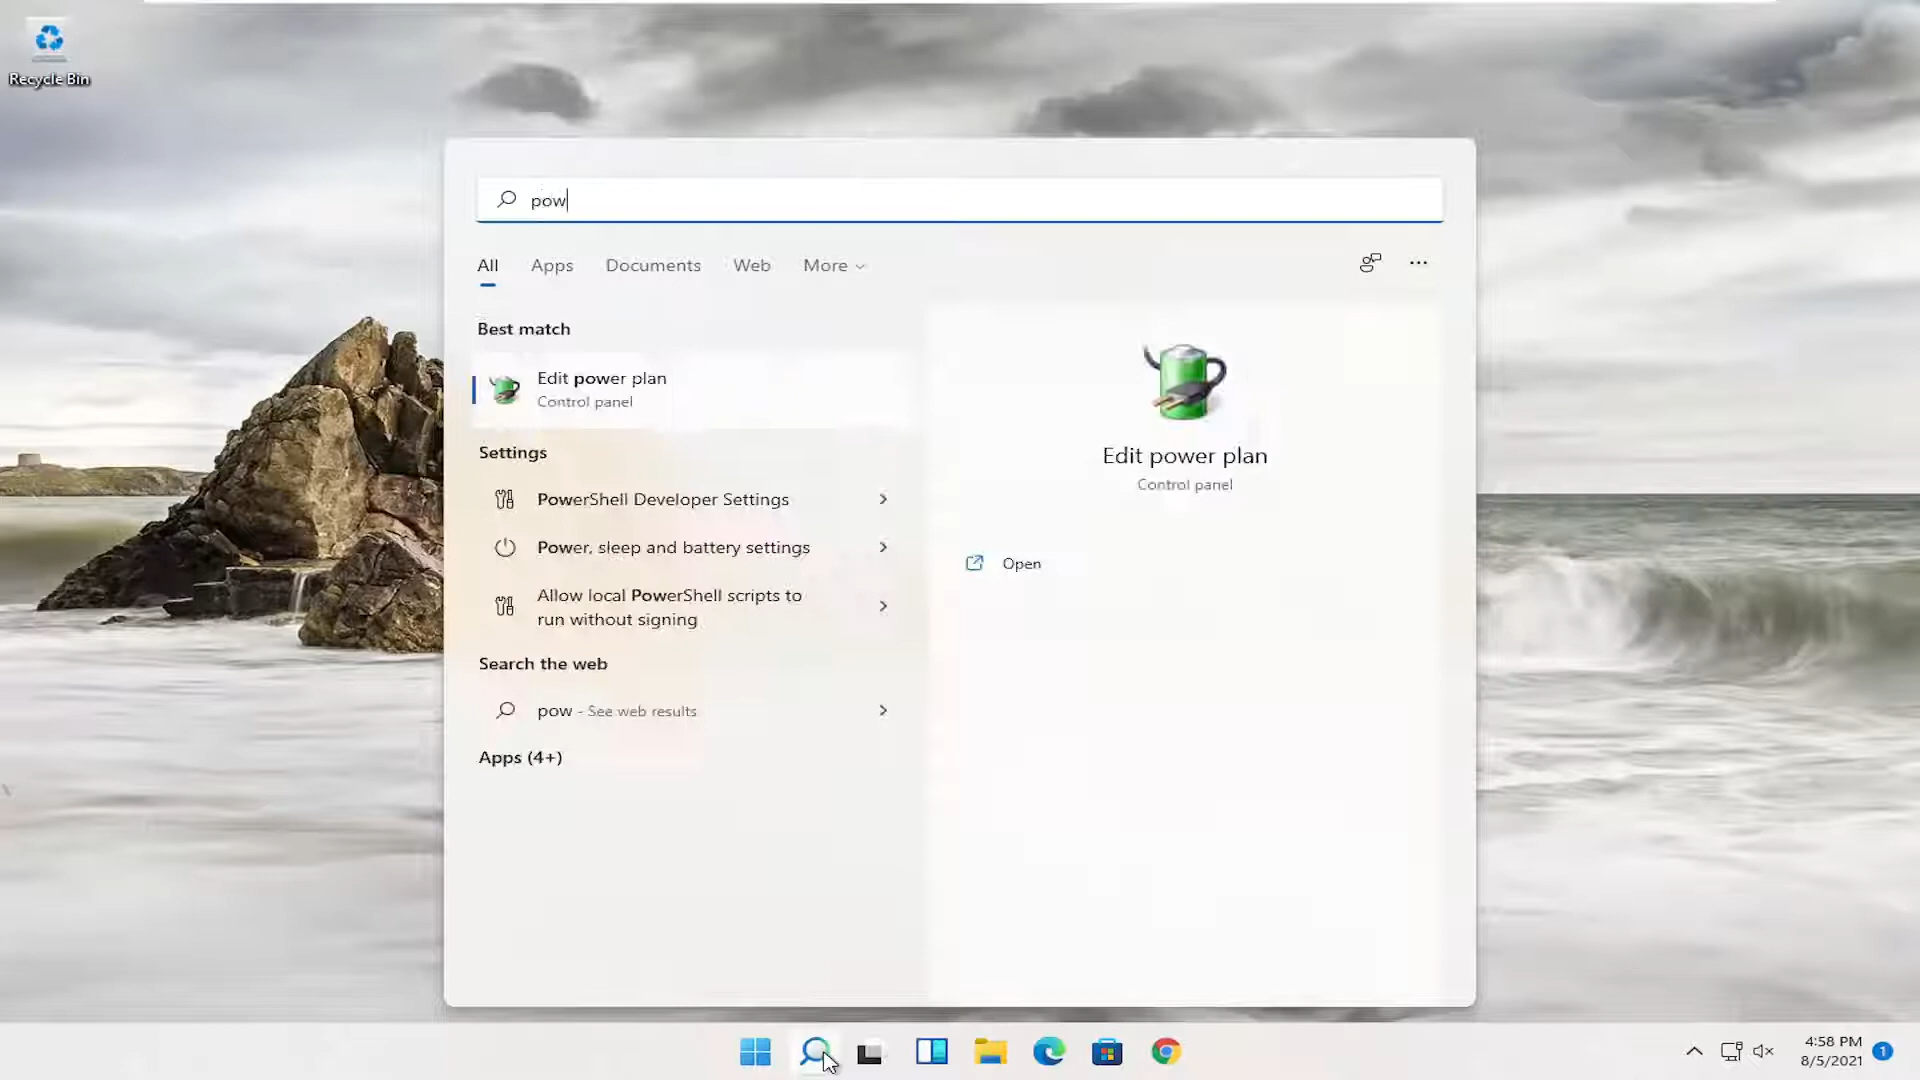 Recycle Bin
pow
All Apps Documents Web More
Best match
Edit power plan
Control panel
Settings
PowerShell Developer Settings
Power, sleep and battery settings
Allow local PowerShell scripts to
run without signing
Search the web
pow - See web results
Apps (4+)
Edit power plan
Control panel
Open
4:58 PM
8/5/2021
1